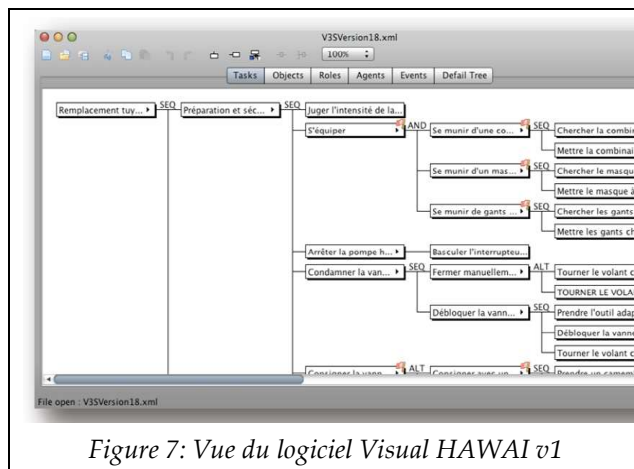 V3SVersion18.xml
100%
Tasks Objects Roles Agents Events Defail Tree
Remplacement tuy... SEQ Préparation et séc... SEQ Juger l'intensité de la...
S'équiper AND Se munir d'une co... SEQ Chercher la combin
Mettre la combinai
Se munir d'un mas... SEQ Chercher le masque
Mettre le masque à
Se munir de gants ... SEQ Chercher les gants
Mettre les gants ch
Arrêter la pompe h... Basculer l'interrupteu...
Condamner la van... SEQ Fermer manuellem... ALT Tourner le volant c
TOURNER LE VOLA
Débloquer la vann... SEQ Prendre l'outil adap
Débloquer la vanne
Tourner le volant c
Consigner la vann... ALT Consigner avec un ... SEQ Prendre un
File open : V3SVersion18.xml
Figure 7: Vue du logiciel Visual HAWAI v1